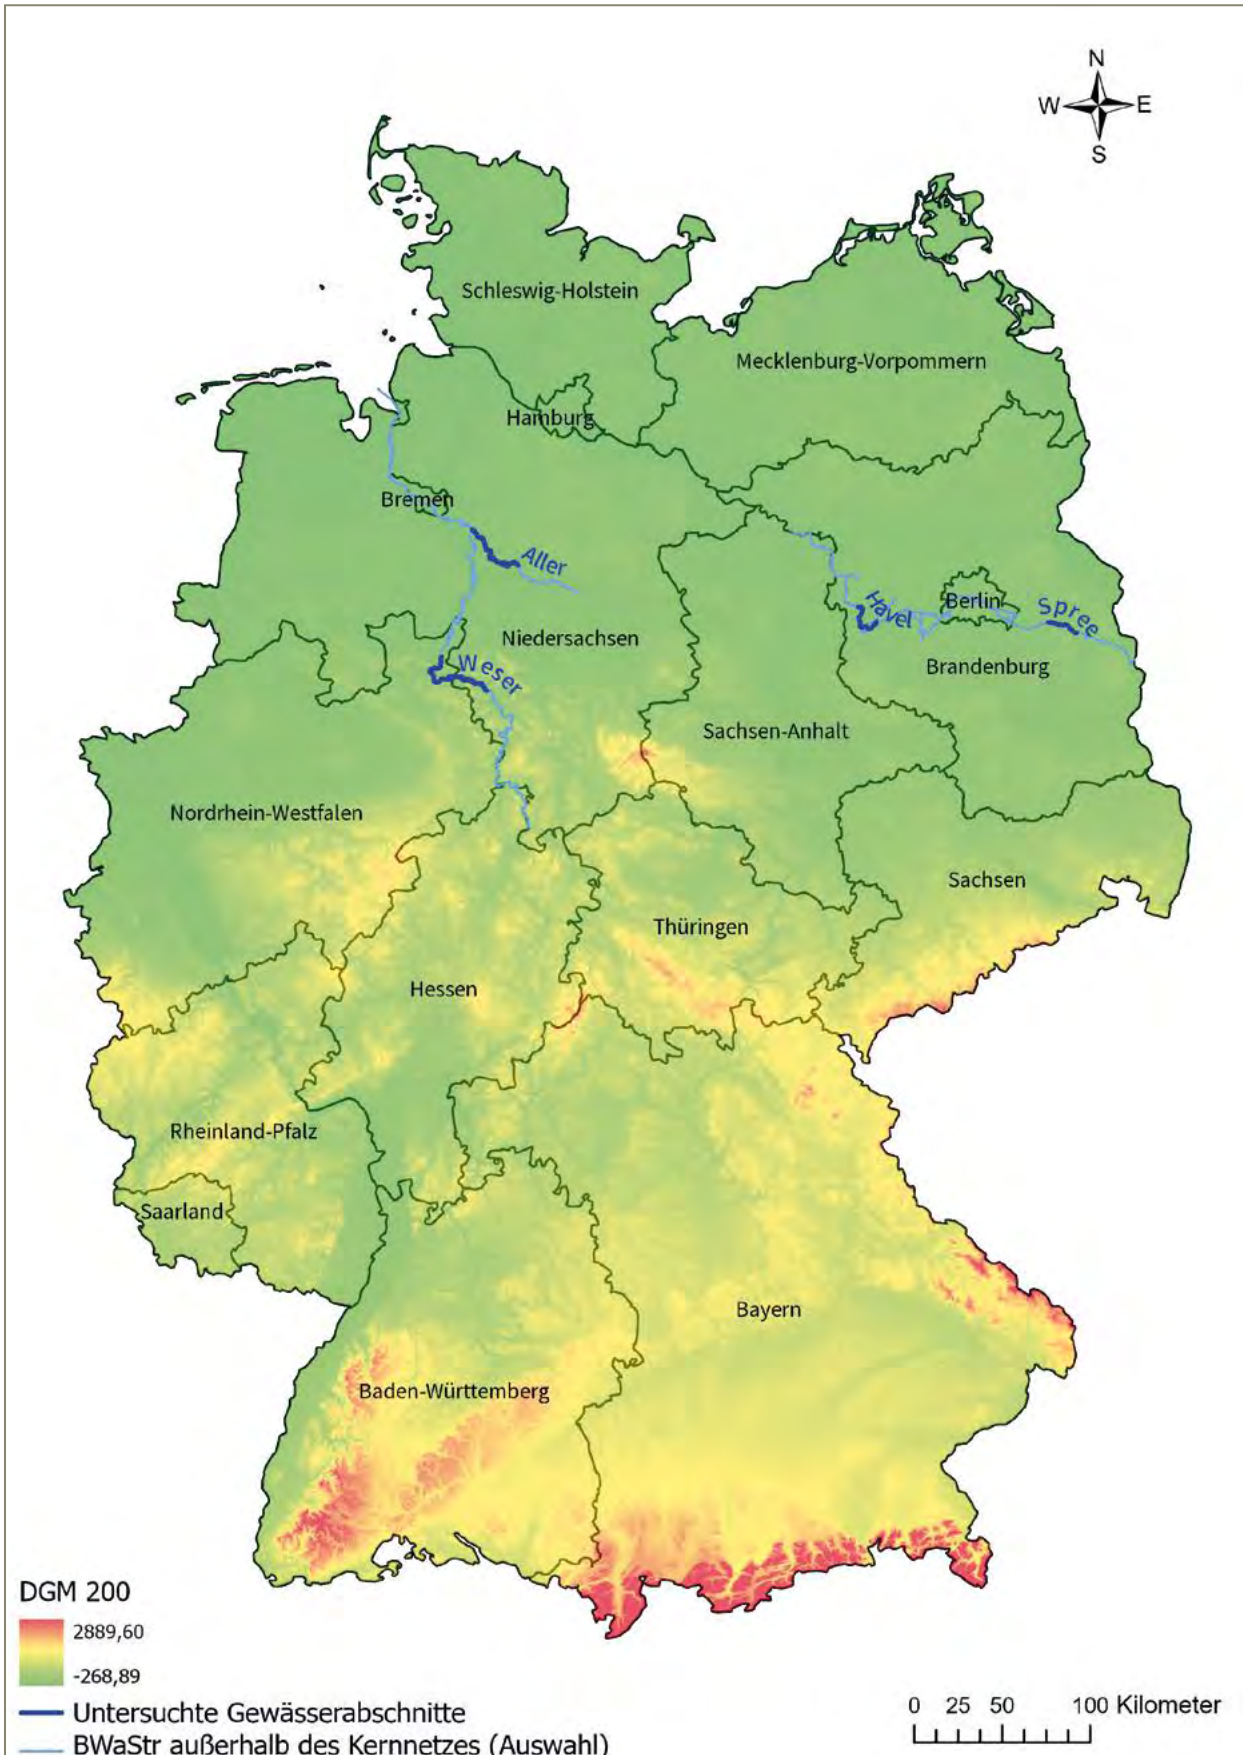 N
W E
S
Schleswig-Holstein
Mecklenburg-Vorpommern
Hamburg
Bremen
Aller
Havel
Berlin
Spree
Niedersachsen
Weser
Brandenburg
Sachsen-Anhalt
Nordrhein-Westfalen
Sachsen
Thüringen
Hessen
Rheinland-Pfalz
Saarland
Bayern
Baden-Württemberg
DGM 200
2889,60
-268,89
Untersuchte Gewässerabschnitte
BWaStr außerhalb des Kernnetzes (Auswahl)
0 25 50 100 Kilometer